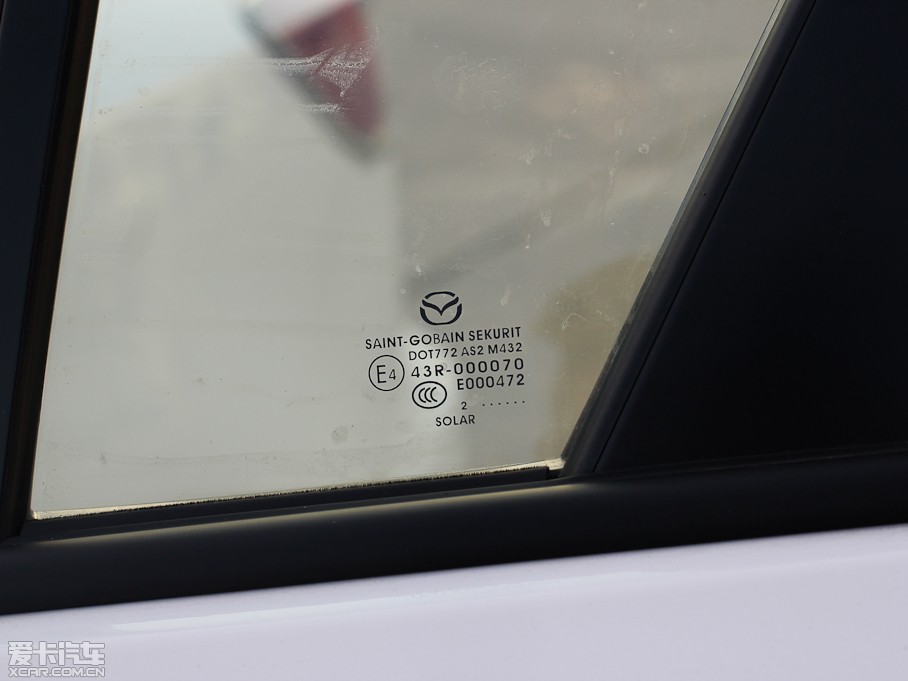 SAINT-GOBAIN SEKURIT
DOT772 AS2 M432
E4 43R-000070
CCC E000472
2 ......
SOLAR
爱卡汽车
XCAR.COM.CN